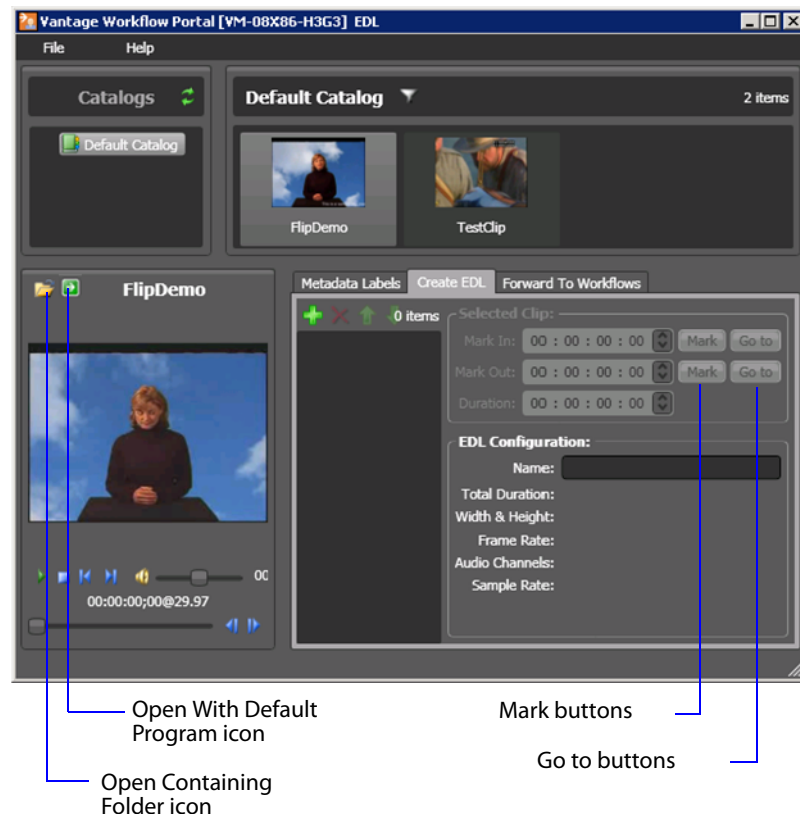 Vantage Workflow Portal [VM-08X86-H3G3] EDL
File Help
Catalogs
Default Catalog
Default Catalog 2 items
FlipDemo TestClip
FlipDemo
00
00:00:00;00@29.97
Metadata Labels Create EDL Forward To Workflows
0 items
Selected Clip:
Mark In: 00 : 00 : 00 : 00 Mark Go to
Mark Out: 00 : 00 : 00 : 00 Mark Go to
Duration: 00 : 00 : 00 : 00
EDL Configuration:
Name:
Total Duration:
Width & Height:
Frame Rate:
Audio Channels:
Sample Rate:
Open With Default
Program icon
Mark buttons
Go to buttons
Open Containing
Folder icon